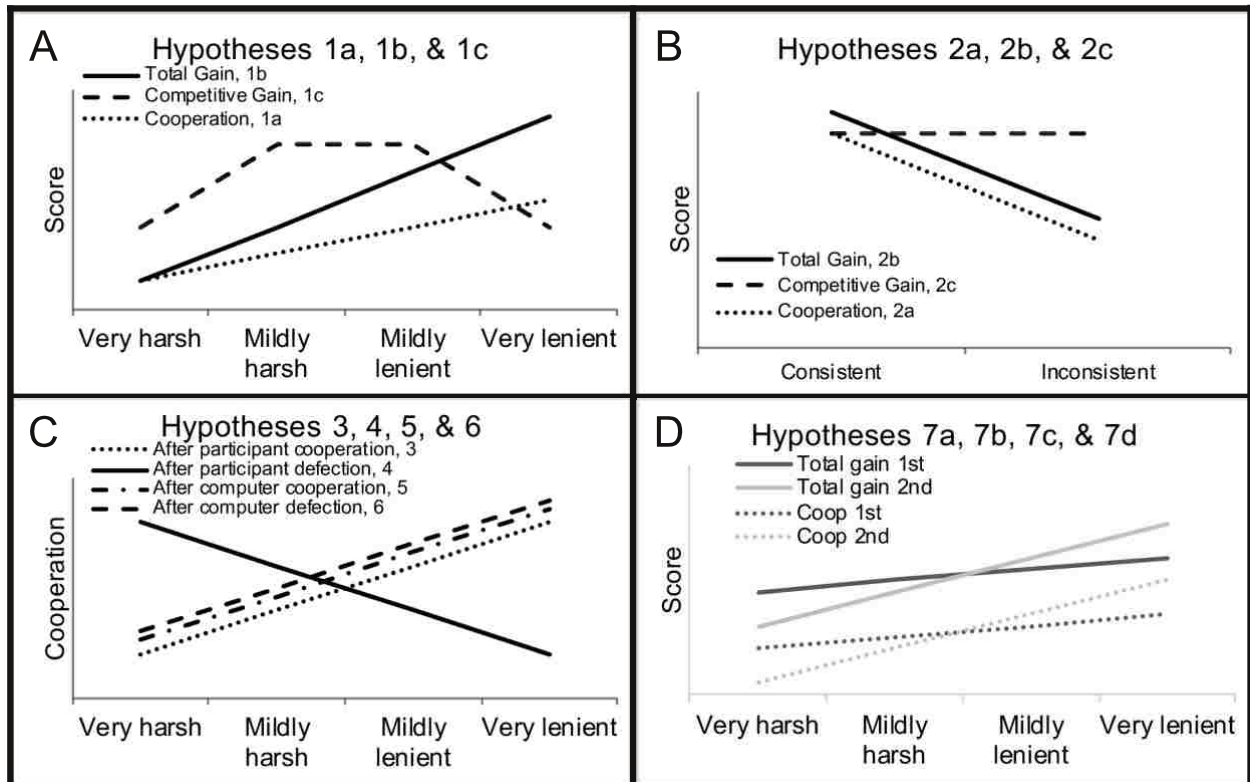 A
Hypotheses 1a, 1b, & 1c
Total Gain, 1b
Competitive Gain, 1c
Cooperation, 1a
Score
Very harsh
Mildly
harsh
Mildly
lenient
Very lenient
B
Hypotheses 2a, 2b, & 2c
Score
Total Gain, 2b
Competitive Gain, 2c
Cooperation, 2a
Consistent
Inconsistent
C
Hypotheses 3, 4, 5, & 6
After participant cooperation, 3
After participant defection, 4
After computer cooperation, 5
After computer defection, 6
Cooperation
Very harsh
Mildly
harsh
Mildly
lenient
Very lenient
D
Hypotheses 7a, 7b, 7c, & 7d
Total gain 1st
Total gain 2nd
Coop 1st
Coop 2nd
Score
Very harsh
Mildly
harsh
Mildly
lenient
Very lenient